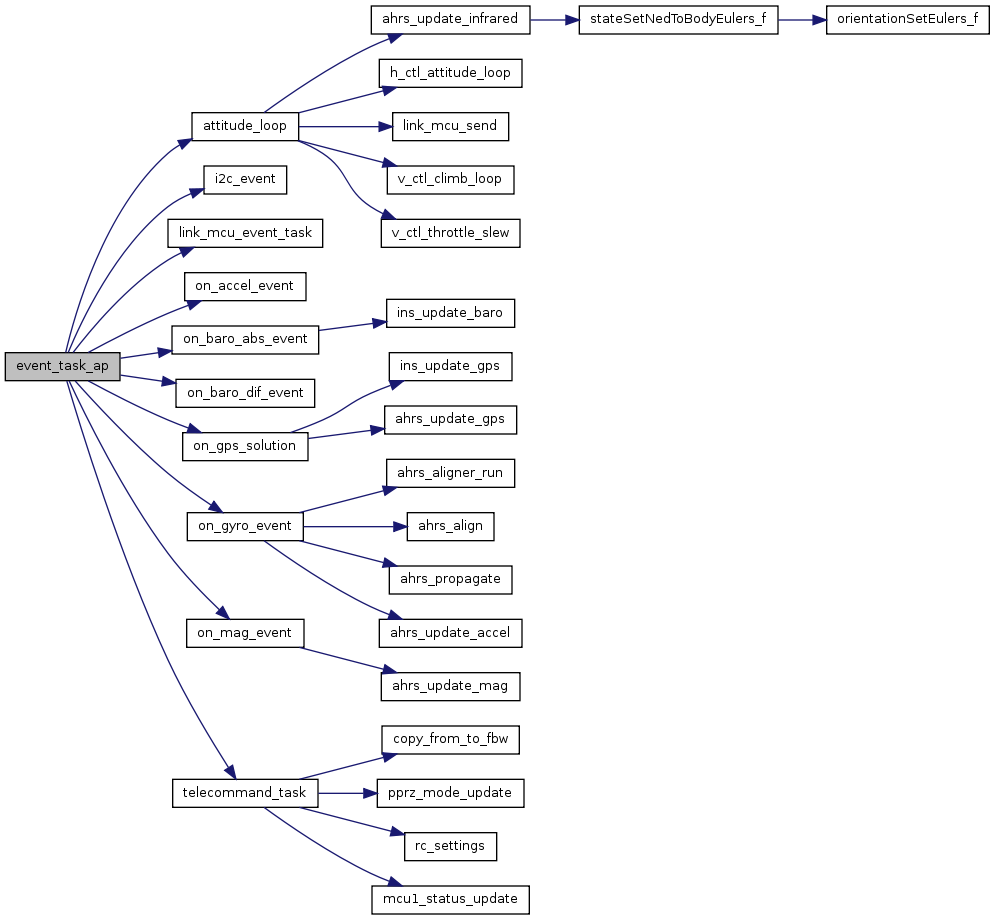 ahrs_update_infrared
stateSetNedToBodyEulers_f
orientationSetEulers_f
h_ctl_attitude_loop
attitude_loop
link_mcu_send
i2c_event
v_ctl_climb_loop
link_mcu_event_task
v_ctl_throttle_slew
on_accel_event
ins_update_baro
on_baro_abs_event
event_task_ap
ins_update_gps
on_baro_dif_event
ahrs_update_gps
on_gps_solution
ahrs_aligner_run
on_gyro_event
ahrs_align
ahrs_propagate
on_mag_event
ahrs_update_accel
ahrs_update_mag
copy_from_to_fbw
telecommand_task
pprz_mode_update
rc_settings
mcu1_status_update